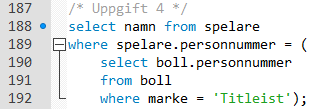 187 /* Uppgift 4 */
188 select namn from spelare
189 where spelare.personnummer = (
190 select boll.personnummer
191 from boll
192 where marke = 'Titleist');